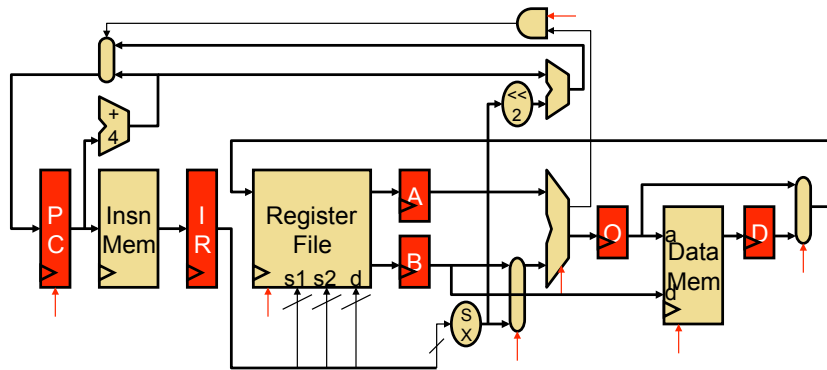 <<
2
+
4
P
C
Insn
Mem
I
R
Register
File
s1 s2 d
A
B
S
X
O
a
Data
Mem
d
D